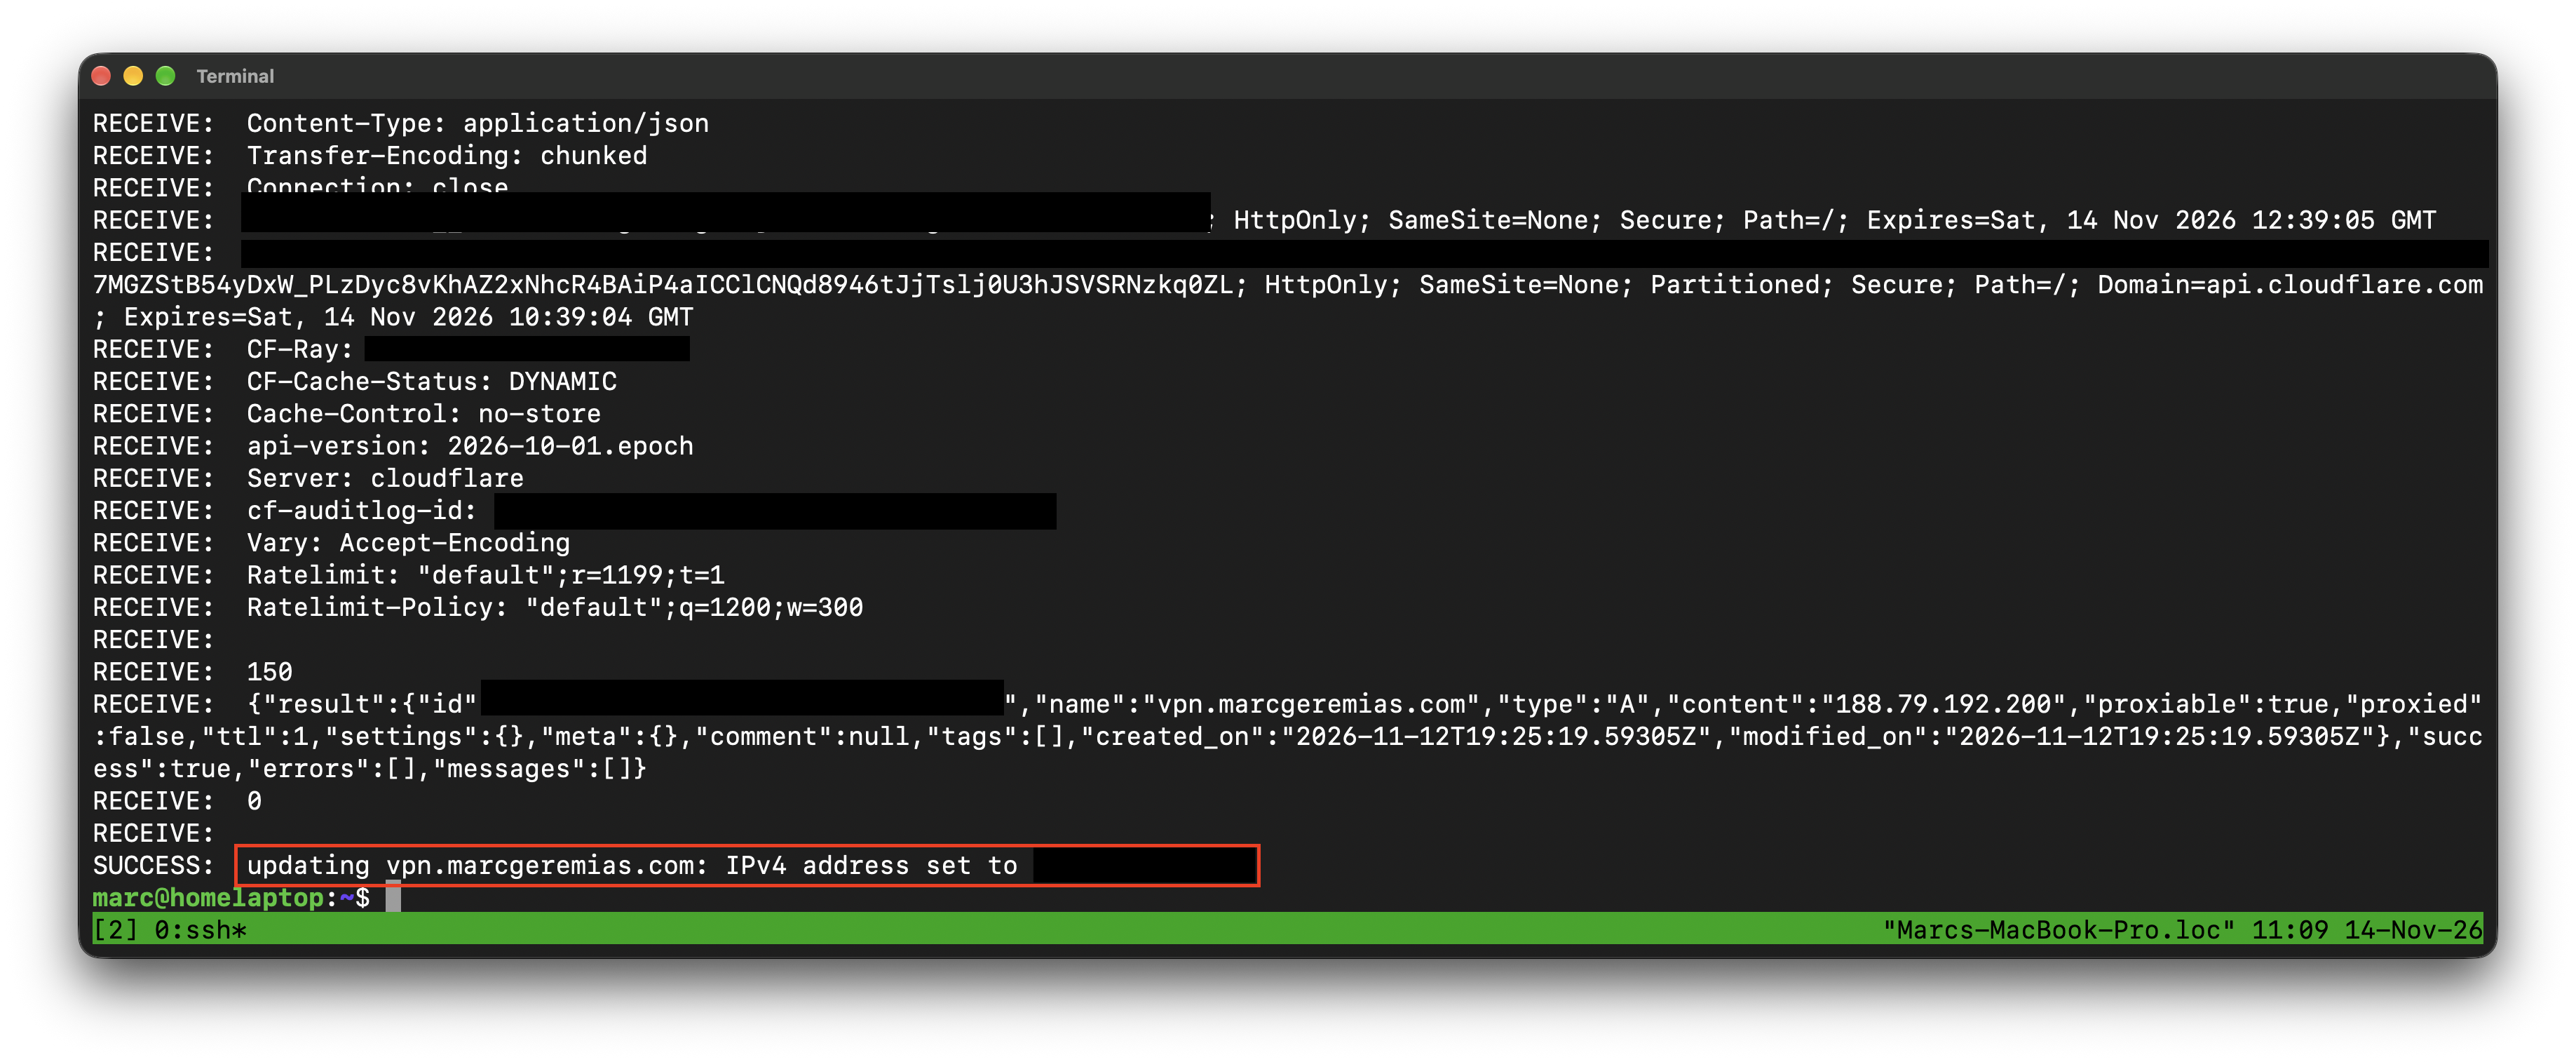 Terminal
RECEIVE:  Content-Type: application/json
RECEIVE:  Transfer-Encoding: chunked
RECEIVE:  Connection: close
RECEIVE:  ; HttpOnly; SameSite=None; Secure; Path=/; Expires=Sat, 14 Nov 2026 12:39:05 GMT
RECEIVE:
7MGZStB54yDxW_PLzDyc8vKhAZ2xNhcR4BAiP4aICClCNQd8946tJjTslj0U3hJSVSRNzkq0ZL; HttpOnly; SameSite=None; Partitioned; Secure; Path=/; Domain=api.cloudflare.com
; Expires=Sat, 14 Nov 2026 10:39:04 GMT
RECEIVE:  CF-Ray:
RECEIVE:  CF-Cache-Status: DYNAMIC
RECEIVE:  Cache-Control: no-store
RECEIVE:  api-version: 2026-10-01.epoch
RECEIVE:  Server: cloudflare
RECEIVE:  cf-auditlog-id:
RECEIVE:  Vary: Accept-Encoding
RECEIVE:  Ratelimit: "default";r=1199;t=1
RECEIVE:  Ratelimit-Policy: "default";q=1200;w=300
RECEIVE:
RECEIVE:  150
RECEIVE:  {"result":{"id" ","name":"vpn.marcgeremias.com","type":"A","content":"188.79.192.200","proxiable":true,"proxied"
:false,"ttl":1,"settings":{},"meta":{},"comment":null,"tags":[],"created_on":"2026-11-12T19:25:19.59305Z","modified_on":"2026-11-12T19:25:19.59305Z"},"succ
ess":true,"errors":[],"messages":[]}
RECEIVE:  0
RECEIVE:
SUCCESS:  updating vpn.marcgeremias.com: IPv4 address set to
marc@homelaptop:~$
[2] 0:ssh* "Marcs-MacBook-Pro.loc" 11:09 14-Nov-26